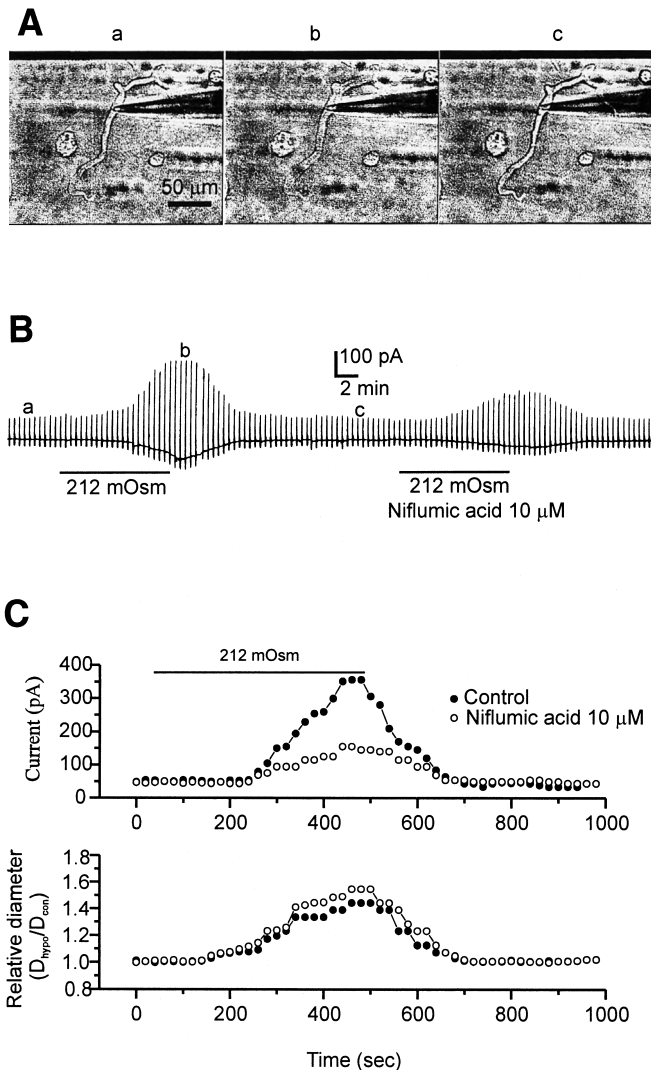 A
a b c
50 μm
B
b
100 pA
2 min
a
c
212 mOsm
212 mOsm
Niflumic acid 10 μM
C
212 mOsm
400
300
200
100
0
Current (pA)
Control
Niflumic acid 10 μM
0 200 400 600 800 1000
1.8
1.6
1.4
1.2
1.0
0.8
Relative diameter
(Dhypo/Dcon)
0 200 400 600 800 1000
Time (sec)